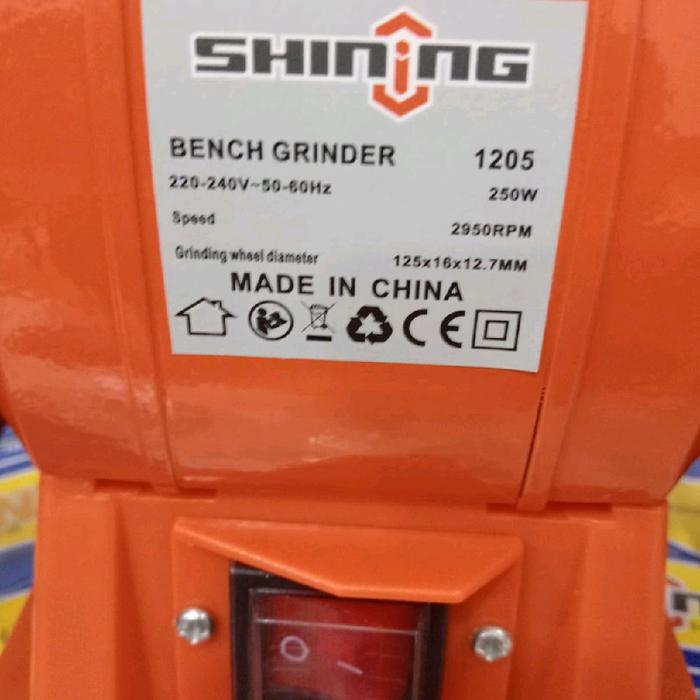 SHINING
BENCH GRINDER 1205
220-240V~50-60Hz 250W
Speed 2950RPM
Grinding wheel diameter 125x16x12.7MM
MADE IN CHINA
CE